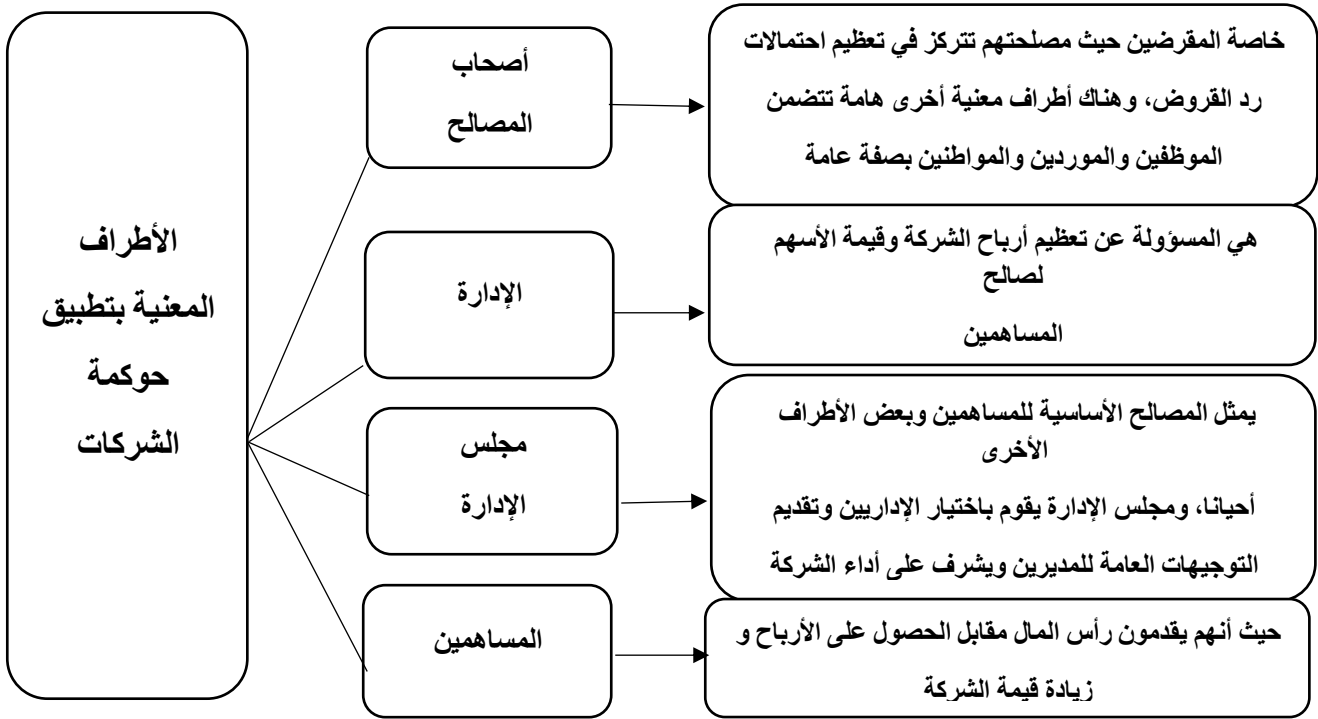 الأطراف
المعنية بتطبيق
حوكمة
الشركات
أصحاب
المصالح
خاصة المقرضين حيث مصلحتهم تتركز في تعظيم احتمالات
رد القروض، وهناك أطراف معنية أخرى هامة تتضمن
الموظفين والموردين والمواطنين بصفة عامة
الإدارة
هي المسؤولة عن تعظيم أرباح الشركة وقيمة الأسهم
لصالح
المساهمين
مجلس
الإدارة
يمثل المصالح الأساسية للمساهمين وبعض الأطراف
الأخرى
أحيانا، ومجلس الإدارة يقوم باختيار الإداريين وتقديم
التوجيهات العامة للمديرين ويشرف على أداء الشركة
المساهمين
حيث أنهم يقدمون رأس المال مقابل الحصول على الأرباح و
زيادة قيمة الشركة